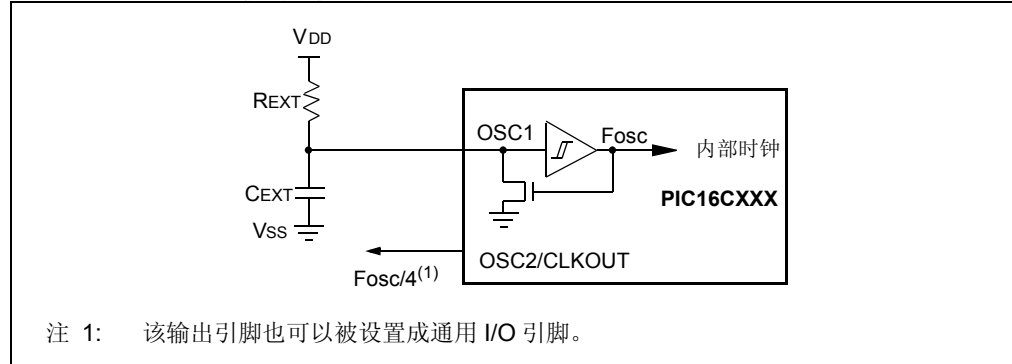 VDD
REXT
OSC1
Fosc
内部时钟
CEXT
PIC16CXXX
Vss
OSC2/CLKOUT
Fosc/4(1)
注 1: 该输出引脚也可以被设置成通用 I/O 引脚。